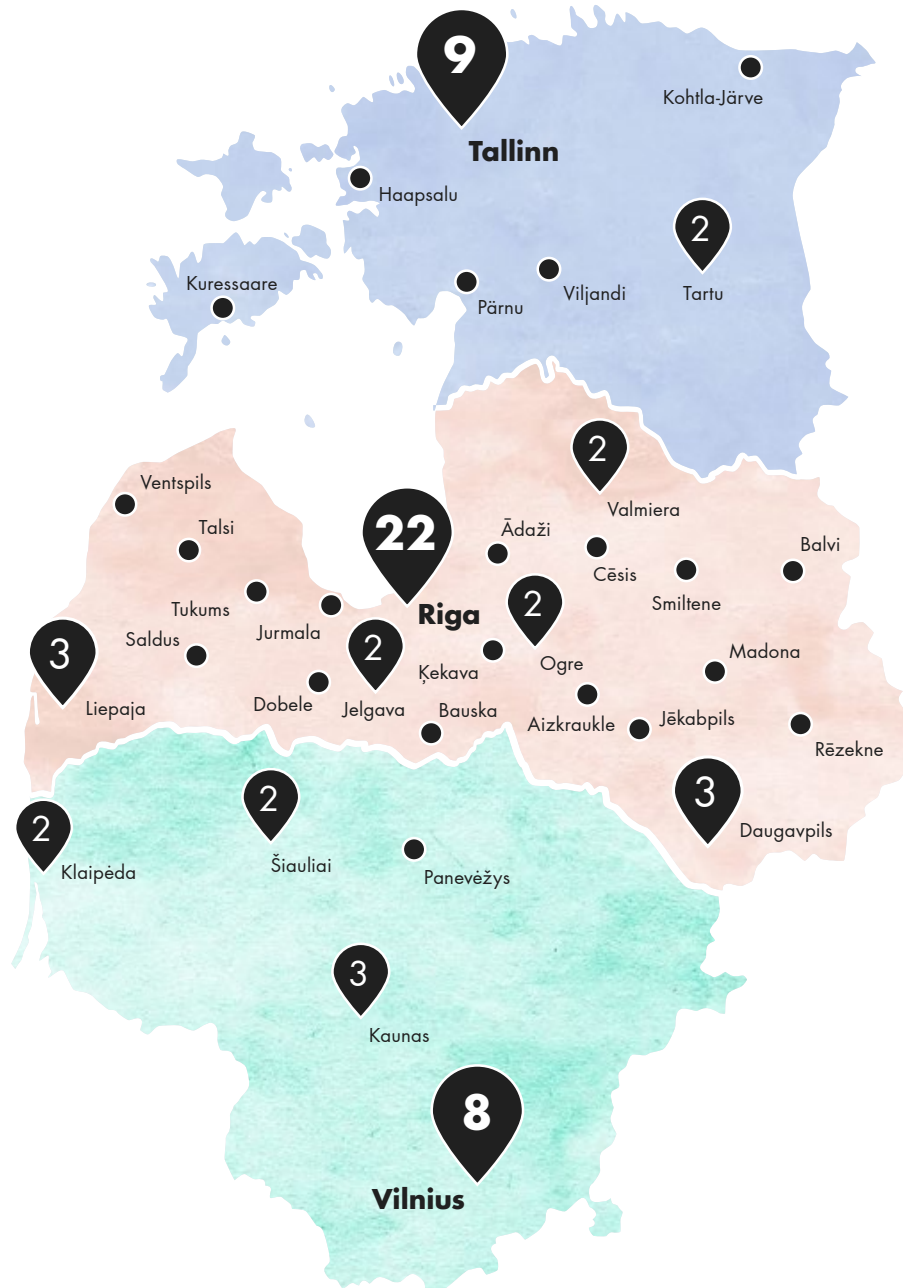 9
Tallinn
Kohtla-Järve
Haapsalu
2
Tartu
Kuressaare
Pärnu
Viljandi
2
Valmiera
Ventspils
Talsi
22
Riga
Ādaži
Cēsis
Balvi
Smiltene
Tukums
Jurmala
Saldus
3
Liepaja
Dobele
2
Jelgava
Ķekava
2
Ogre
Madona
Bauska
Aizkraukle
Jēkabpils
Rēzekne
3
Daugavpils
2
Klaipėda
2
Šiauliai
Panevėžys
3
Kaunas
8
Vilnius